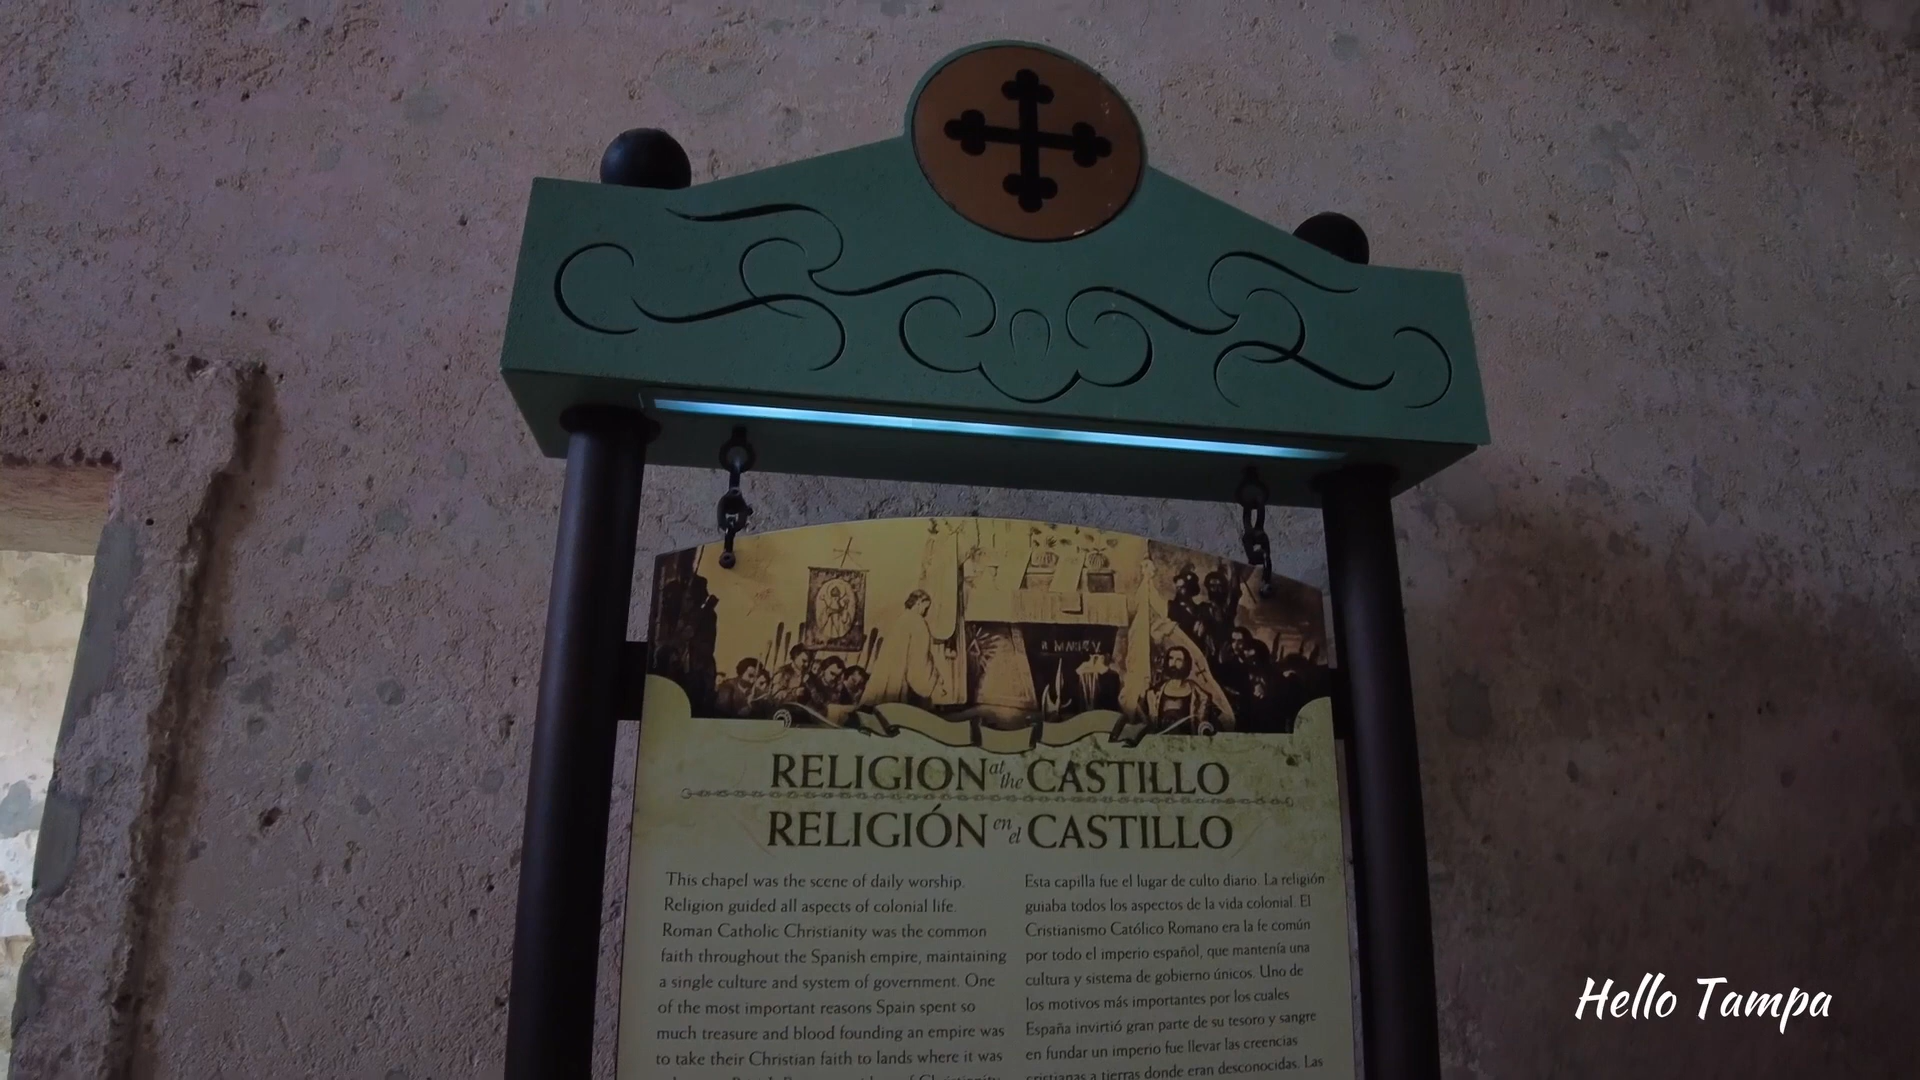 RELIGION at the CASTILLO
RELIGIÓN en el CASTILLO
This chapel was the scene of daily worship.
Religion guided all aspects of colonial life.
Roman Catholic Christianity was the common
faith throughout the Spanish empire, maintaining
a single culture and system of government. One
of the most important reasons Spain spent so
much treasure and blood founding an empire was
to take their Christian faith to lands where it was
Esta capilla fue el lugar de culto diario. La religión
guiaba todos los aspectos de la vida colonial. El
Cristianismo Católico Romano era la fe común
por todo el imperio español, que mantenía una
cultura y sistema de gobierno únicos. Uno de
los motivos más importantes por los cuales
España invirtió gran parte de su tesoro y sangre
en fundar un imperio fue llevar las creencias
cristianas a tierras donde eran desconocidas. Las
Hello Tampa